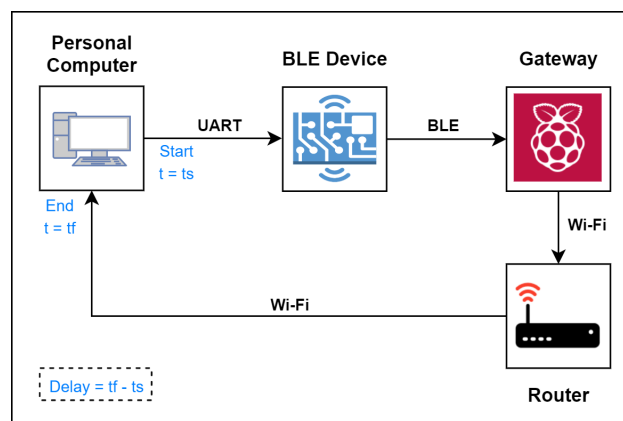 Personal
Computer
BLE Device
Gateway
UART
BLE
Start
t = ts
End
t = tf
Wi-Fi
Wi-Fi
Delay = tf - ts
Router